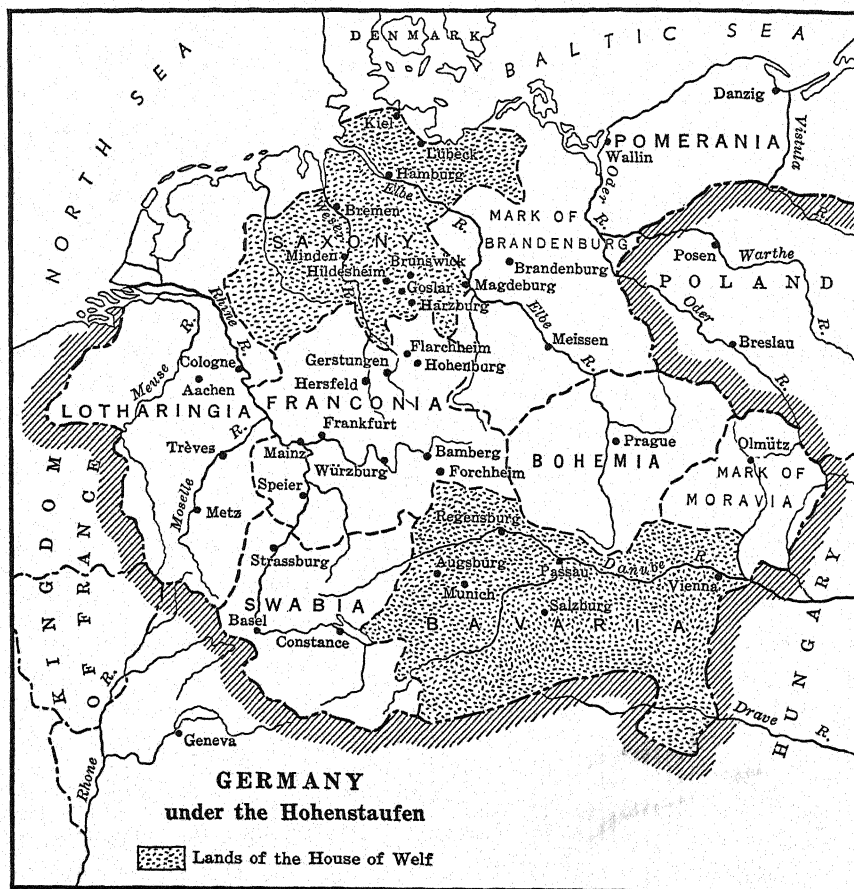 NORTH SEA
DENMARK
BALTIC SEA
Danzig
Kiel
POMERANIA
Wallin
Vistula
R.
Lübeck
Hamburg
Elbe
R.
Oder
R.
Weser
Bremen
MARK OF
BRANDENBURG
SAXONY
Minden
Brunswick
Hildesheim
Brandenburg
Goslar
Magdeburg
Harzburg
Posen
Warthe
R.
POLAND
Oder
R.
Breslau
Rhine R.
Meuse
R.
Elbe
R.
Meissen
Flarchheim
Gerstungen
Hohenburg
Hersfeld
Cologne
Aachen
LOTHARINGIA
FRANCONIA
Frankfurt
R.
Trèves
Mainz
Würzburg
Bamberg
Forchheim
Prague
BOHEMIA
Olmütz
MARK OF
MORAVIA
Speier
Moselle
Metz
KINGDOM
OF FRANCE
Regensburg
Strassburg
Augsburg
Passau
Danube
R.
Vienna
Munich
SWABIA
Salzburg
Basel
BAVARIA
Constance
HUNGARY
Drave
R.
R.
Geneva
Rhone
GERMANY
under the Hohenstaufen
Lands of the House of Welf